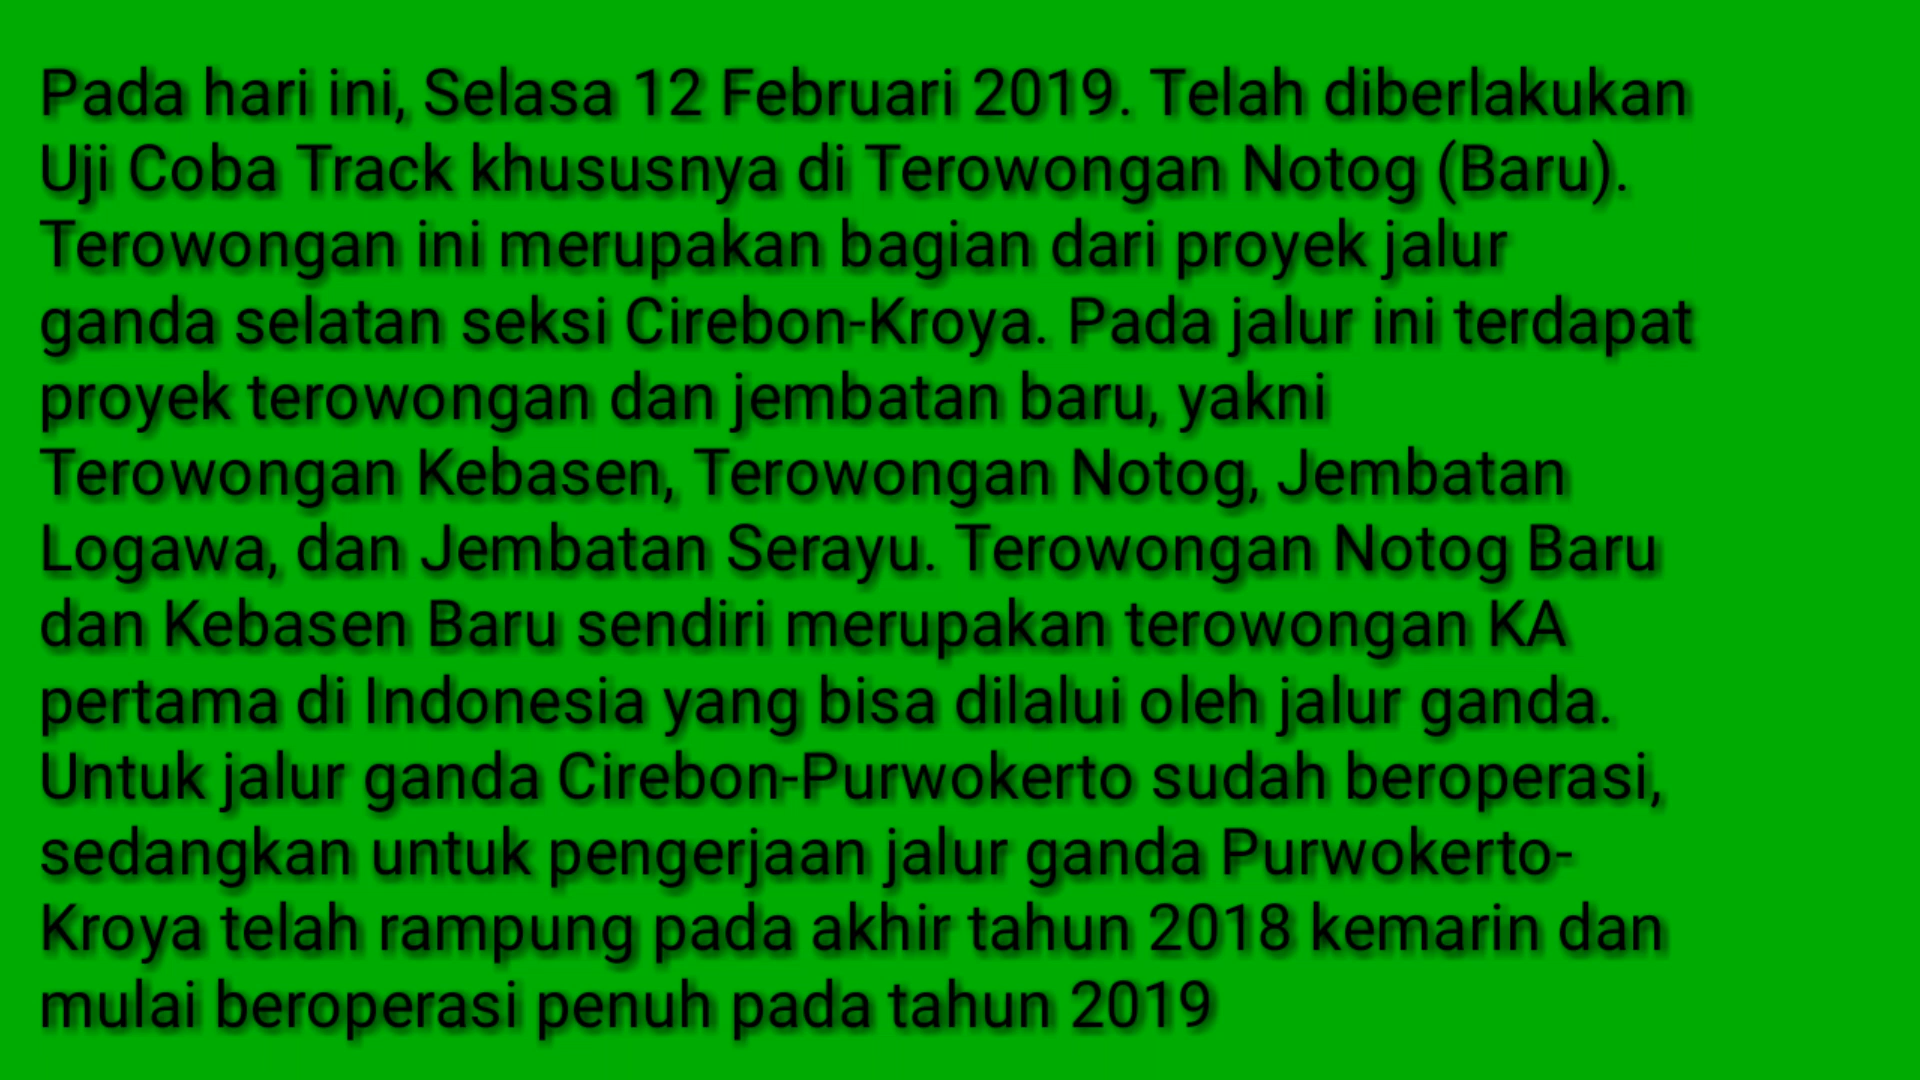 Pada hari ini, Selasa 12 Februari 2019. Telah diberlakukan
Uji Coba Track khususnya di Terowongan Notog (Baru).
Terowongan ini merupakan bagian dari proyek jalur
ganda selatan seksi Cirebon-Kroya. Pada jalur ini terdapat
proyek terowongan dan jembatan baru, yakni
Terowongan Kebasen, Terowongan Notog, Jembatan
Logawa, dan Jembatan Serayu. Terowongan Notog Baru
dan Kebasen Baru sendiri merupakan terowongan KA
pertama di Indonesia yang bisa dilalui oleh jalur ganda.
Untuk jalur ganda Cirebon-Purwokerto sudah beroperasi,
sedangkan untuk pengerjaan jalur ganda Purwokerto-
Kroya telah rampung pada akhir tahun 2018 kemarin dan
mulai beroperasi penuh pada tahun 2019